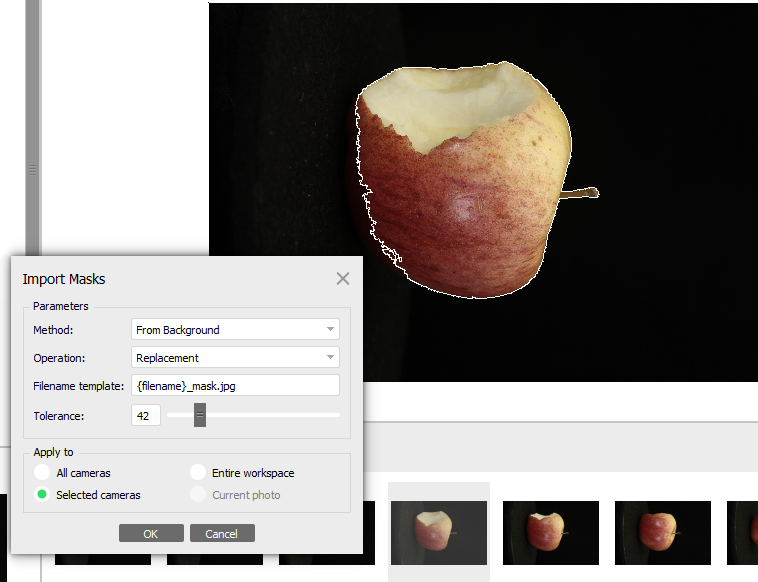 Import Masks
Parameters
Method: From Background
Operation: Replacement
Filename template: {filename}_mask.jpg
Tolerance: 42
Apply to
All cameras Entire workspace
Selected cameras Current photo
OK Cancel